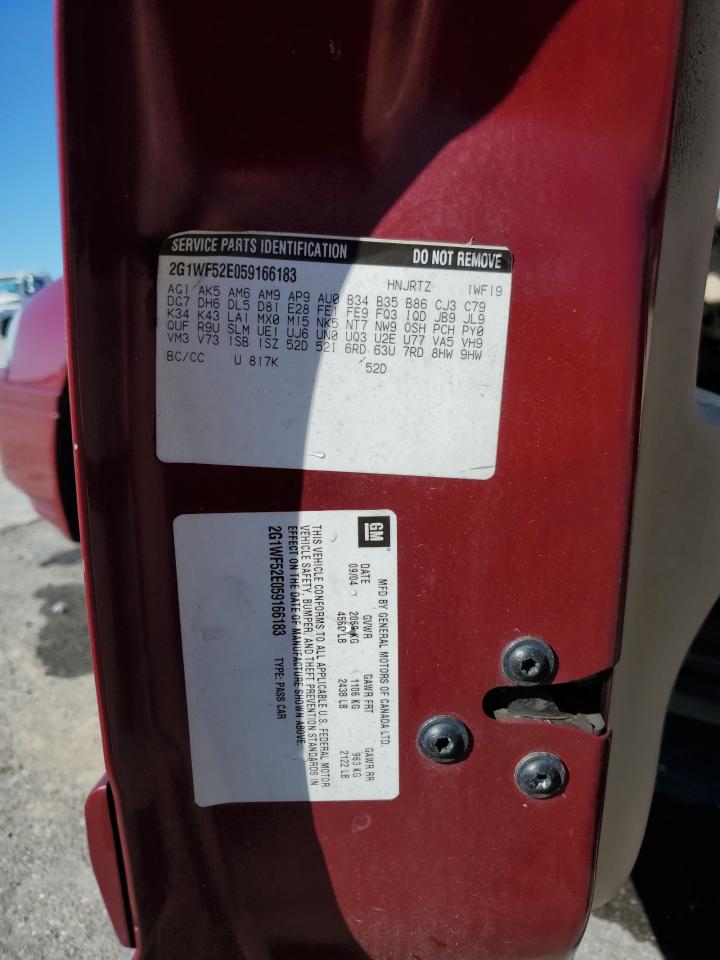 SERVICE PARTS IDENTIFICATION DO NOT REMOVE
2G1WF52E059166183 HNJRTZ 1WF19
AG1 AK5 AM6 AM9 AP9 AU0 B34 B35 B86 CJ3 C79
DG7 DH6 DL5 D81 E28 FE1 FE9 FQ3 IQD JB9 JL9
K34 K43 LA1 MX0 M15 NK5 NT7 NW9 OSH PCH PY0
QUF R9U SLM UE1 UJ6 UN0 UQ3 U2E U77 VA5 VH9
VM3 V73 1SB 1SZ 52D 52I 6RD 63U 7RD 8HW 9HW
BC/CC U 817K 52D
GM
MFD BY GENERAL MOTORS OF CANADA LTD.
DATE GVWR GAWR FRT GAWR RR
09/04 2069 KG 1106 KG 963 KG
4560 LB 2438 LB 2122 LB
THIS VEHICLE CONFORMS TO ALL APPLICABLE U.S. FEDERAL MOTOR
VEHICLE SAFETY, BUMPER, AND THEFT PREVENTION STANDARDS IN
EFFECT ON THE DATE OF MANUFACTURE SHOWN ABOVE.
2G1WF52E059166183 TYPE: PASS CAR